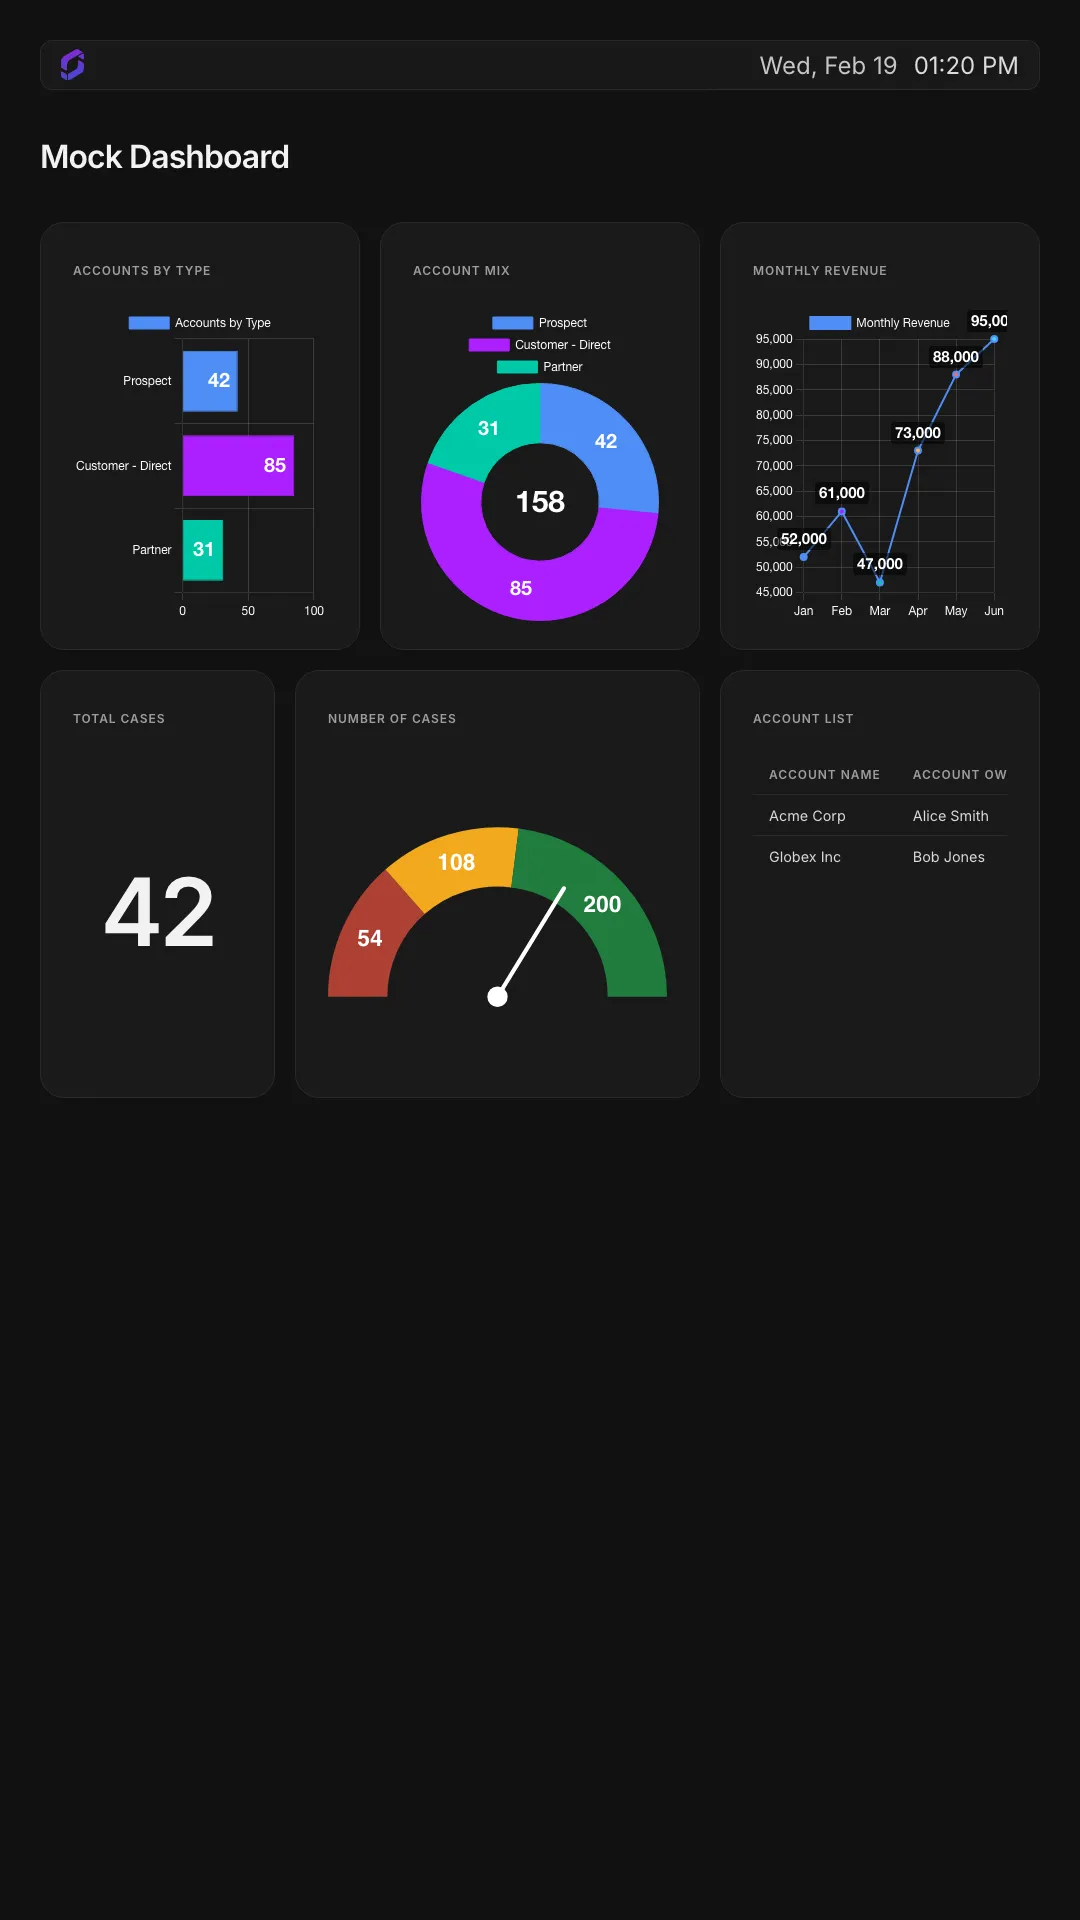 Wed, Feb 19 01:20 PM
Mock Dashboard
ACCOUNTS BY TYPE
Accounts by Type
Prospect
42
Customer - Direct
85
Partner
31
0 50 100
ACCOUNT MIX
Prospect
Customer - Direct
Partner
31
42
158
85
MONTHLY REVENUE
Monthly Revenue
95,00
95,000
90,000
88,000
85,000
80,000
75,000
73,000
70,000
65,000
61,000
60,000
55,0
52,000
50,000
47,000
45,000
Jan Feb Mar Apr May Jun
TOTAL CASES
42
NUMBER OF CASES
108
200
54
ACCOUNT LIST
ACCOUNT NAME ACCOUNT OW
Acme Corp Alice Smith
Globex Inc Bob Jones